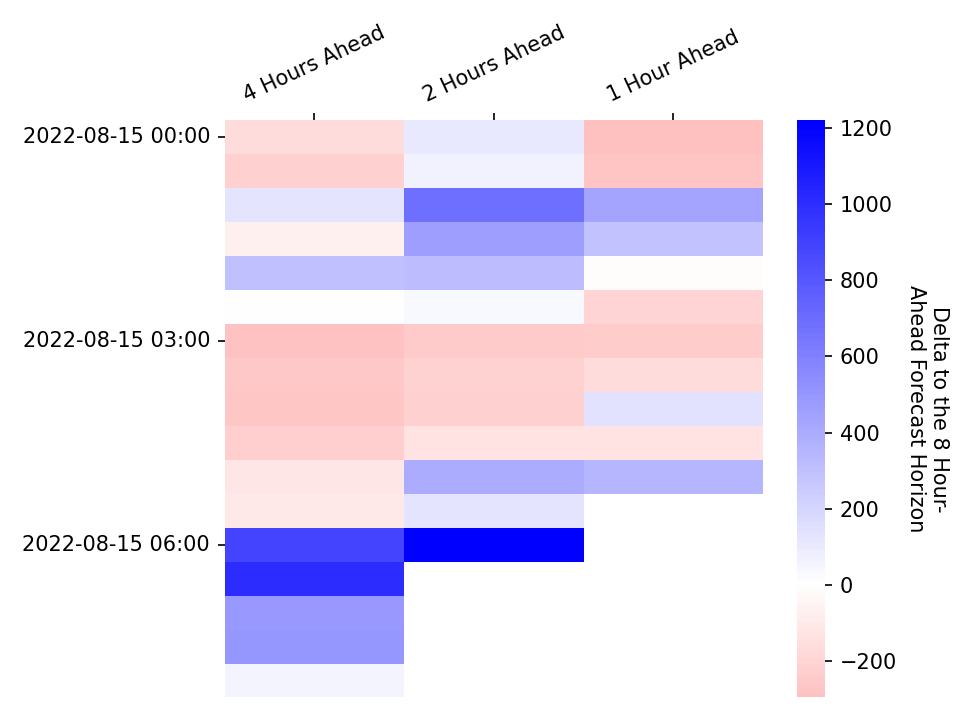 4 Hours Ahead
2 Hours Ahead
1 Hour Ahead
2022-08-15 00:00
2022-08-15 03:00
2022-08-15 06:00
1200
1000
800
600
400
200
0
−200
Delta to the 8 Hour-
Ahead Forecast Horizon